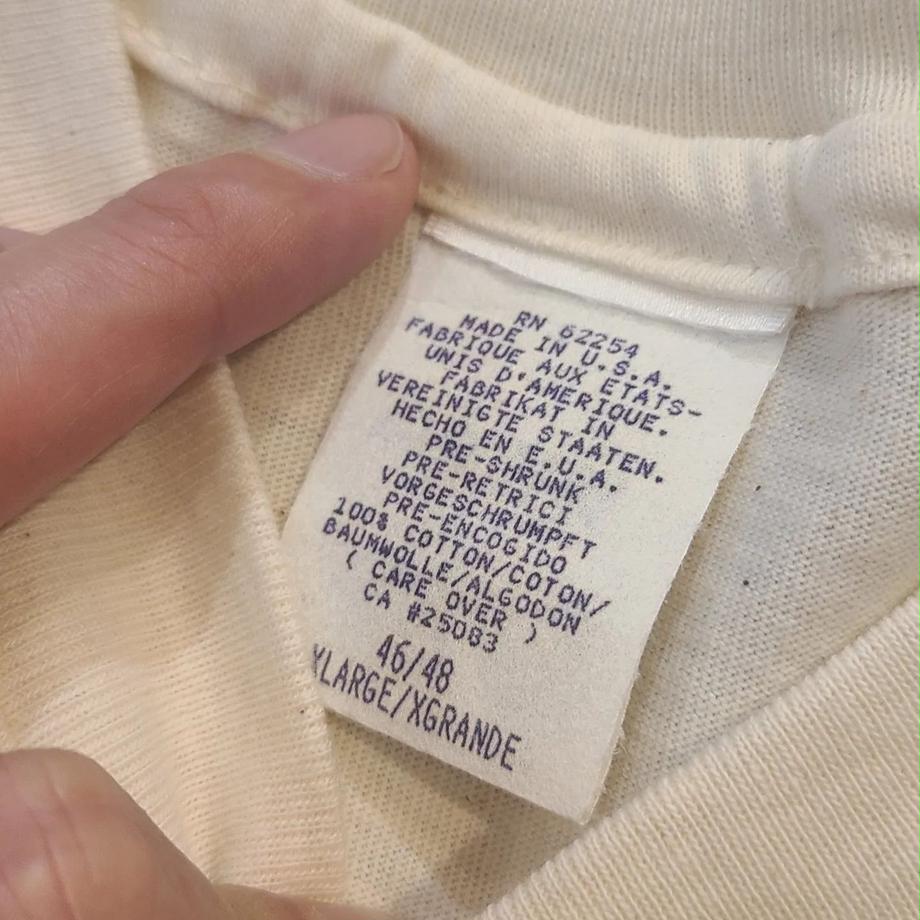 RN 62254
MADE IN U.S.A.
FABRIQUE AUX ETATS-
UNIS D'AMERIQUE.
FABRIKAT IN
VEREINIGTE STAATEN.
HECHO EN E.U.A.
PRE-SHRUNK
PRE-RETRICI
VORGESCHRUMPFT
PRE-ENCOGIDO
100% COTTON/COTON/
BAUMWOLLE/ALGODON
( CARE OVER )
CA #25083
46/48
XLARGE/XGRANDE